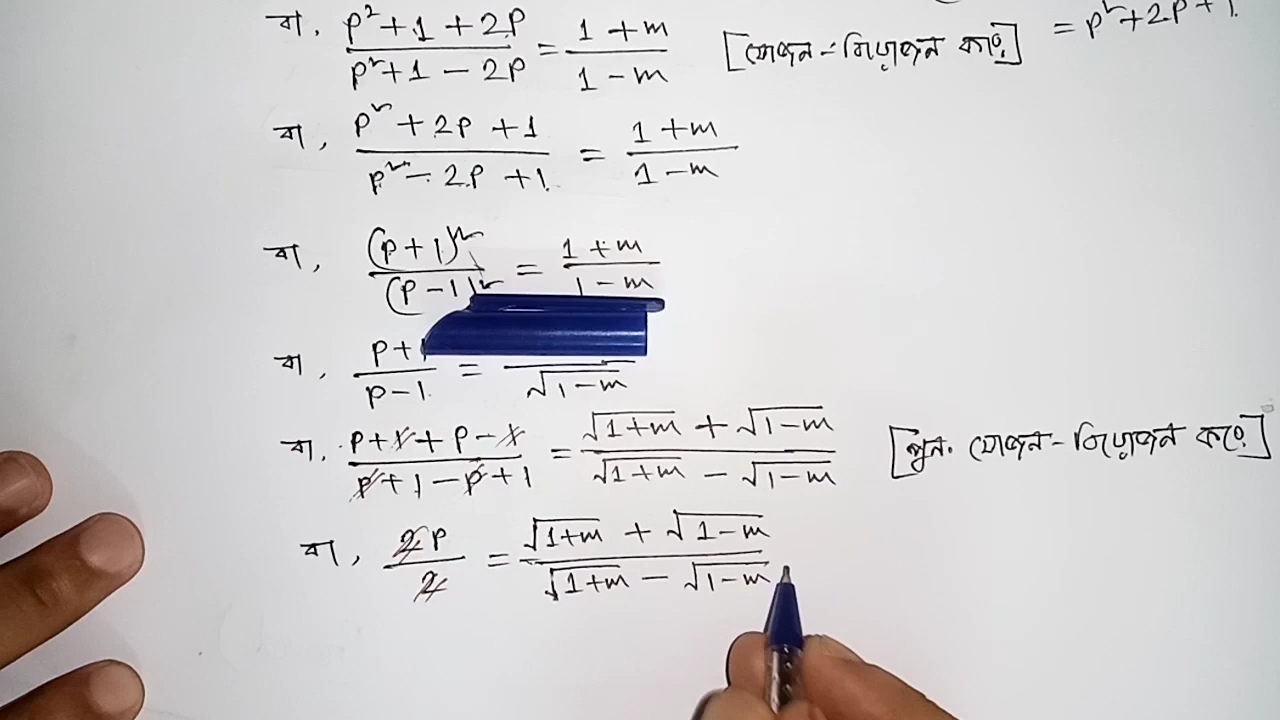 বা, p²+1+2p / p²+1-2p = 1+m / 1-m [যোজন-বিয়োজন করে] = p²+2p+1.
বা, p²+2p+1 / p²-2p+1 = 1+m / 1-m
বা, (p+1)² / (p-1)² = 1+m / 1-m
বা, p+1 / p-1 = / √1-m
বা, p+1+p-1 / p+1-p+1 = √1+m + √1-m / √1+m - √1-m [পুন. যোজন-বিয়োজন করে]
বা, 2p / 2 = √1+m + √1-m / √1+m - √1-m